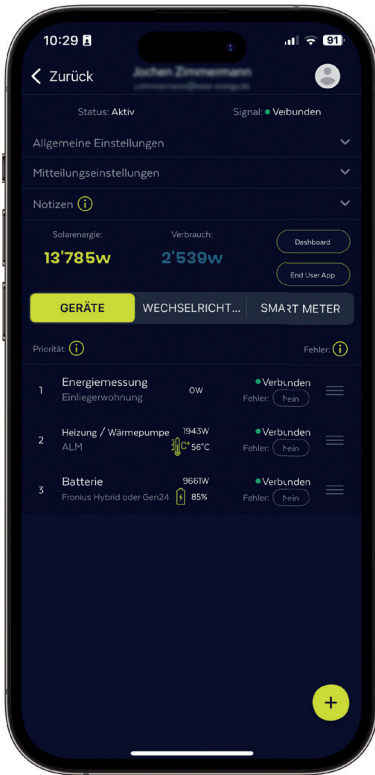 10:29
91
Zurück
Jochen Zimmermann
Status: Aktiv
Signal: Verbunden
Allgemeine Einstellungen
Mitteilungseinstellungen
Notizen i
Solarenergie:
Verbrauch:
13'785w
2'539w
Dashboard
End User App
GERÄTE
WECHSELRICHT...
SMART METER
Priorität: i
Fehler: i
1
Energiemessung
Einliegerwohnung
0W
Verbunden
Fehler: Nein
2
Heizung / Wärmepumpe
ALM
1943W
C° 56°C
Verbunden
Fehler: Nein
3
Batterie
Fronius Hybrid oder Gen24
9661W
85%
Verbunden
Fehler: Nein
+